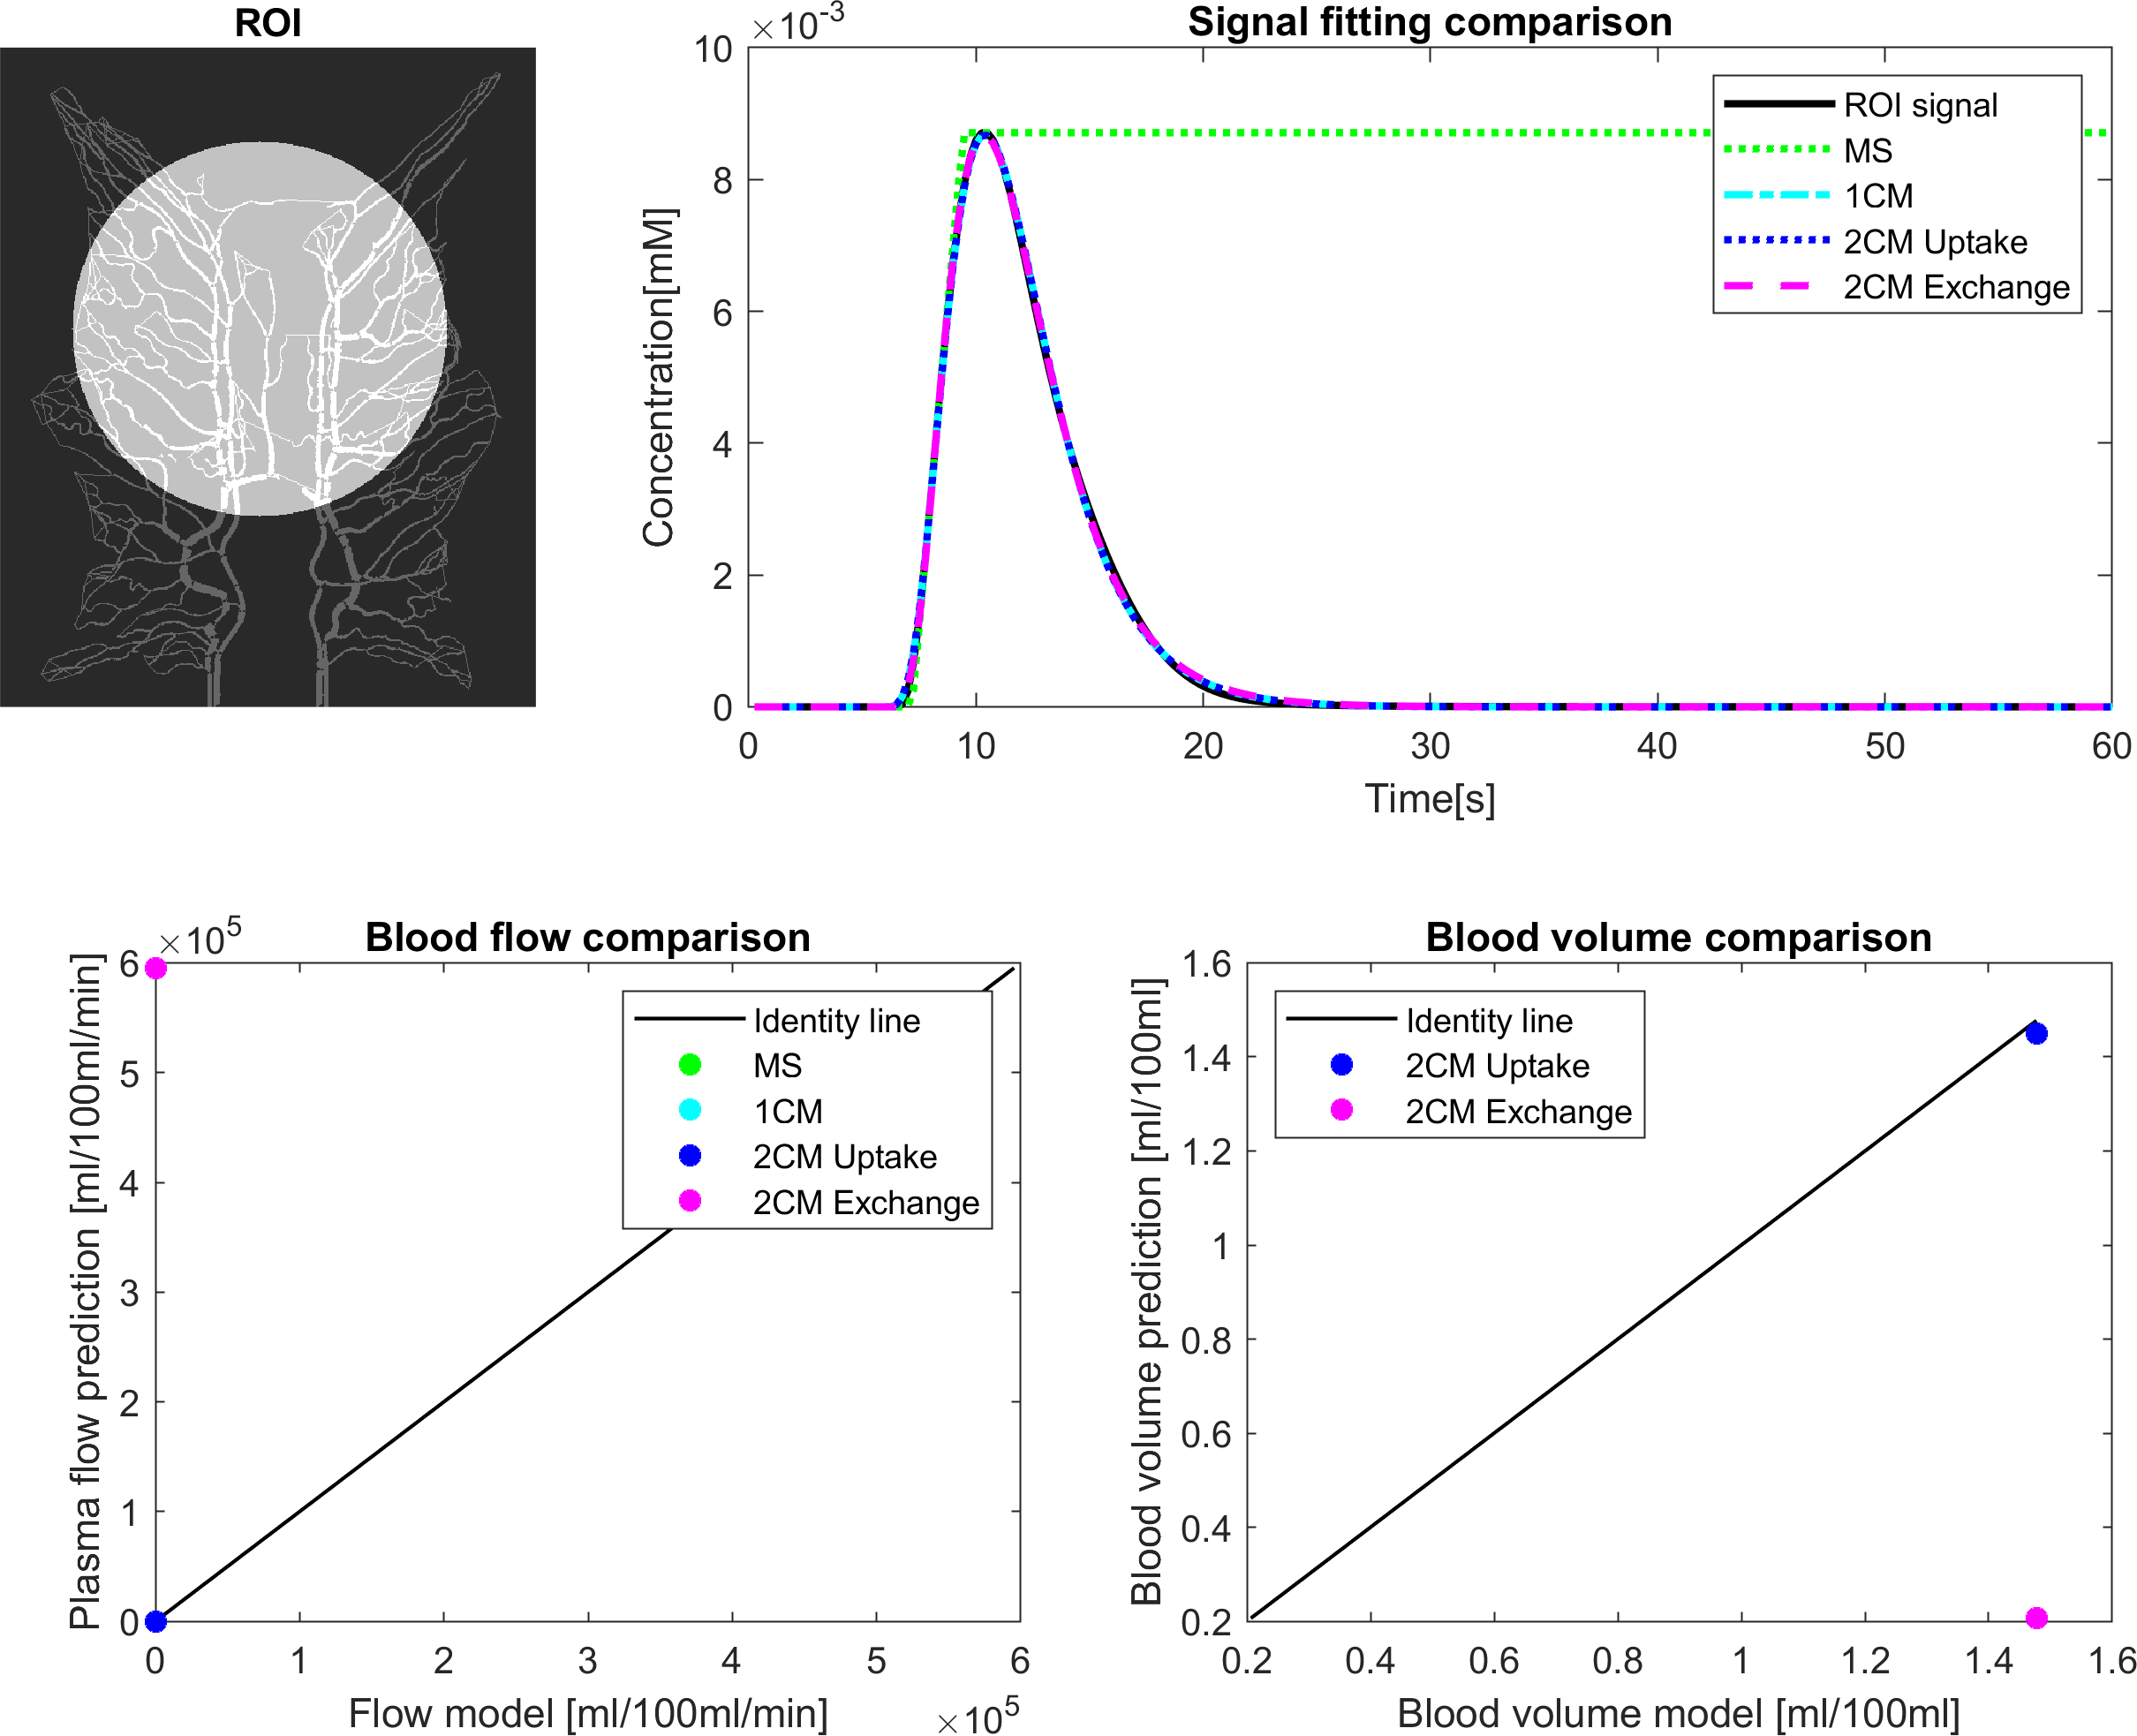 ROI
Signal fitting comparison
×10-3
10
8
6
4
2
0
Concentration[mM]
0 10 20 30 40 50 60
Time[s]
ROI signal
MS
1CM
2CM Uptake
2CM Exchange
Blood flow comparison
×105
6
5
4
3
2
1
0
Plasma flow prediction [ml/100ml/min]
Identity line
MS
1CM
2CM Uptake
2CM Exchange
0 1 2 3 4 5 6
Flow model [ml/100ml/min]
×105
Blood volume comparison
1.6
1.4
1.2
1
0.8
0.6
0.4
0.2
Blood volume prediction [ml/100ml]
Identity line
2CM Uptake
2CM Exchange
0.2 0.4 0.6 0.8 1 1.2 1.4 1.6
Blood volume model [ml/100ml]